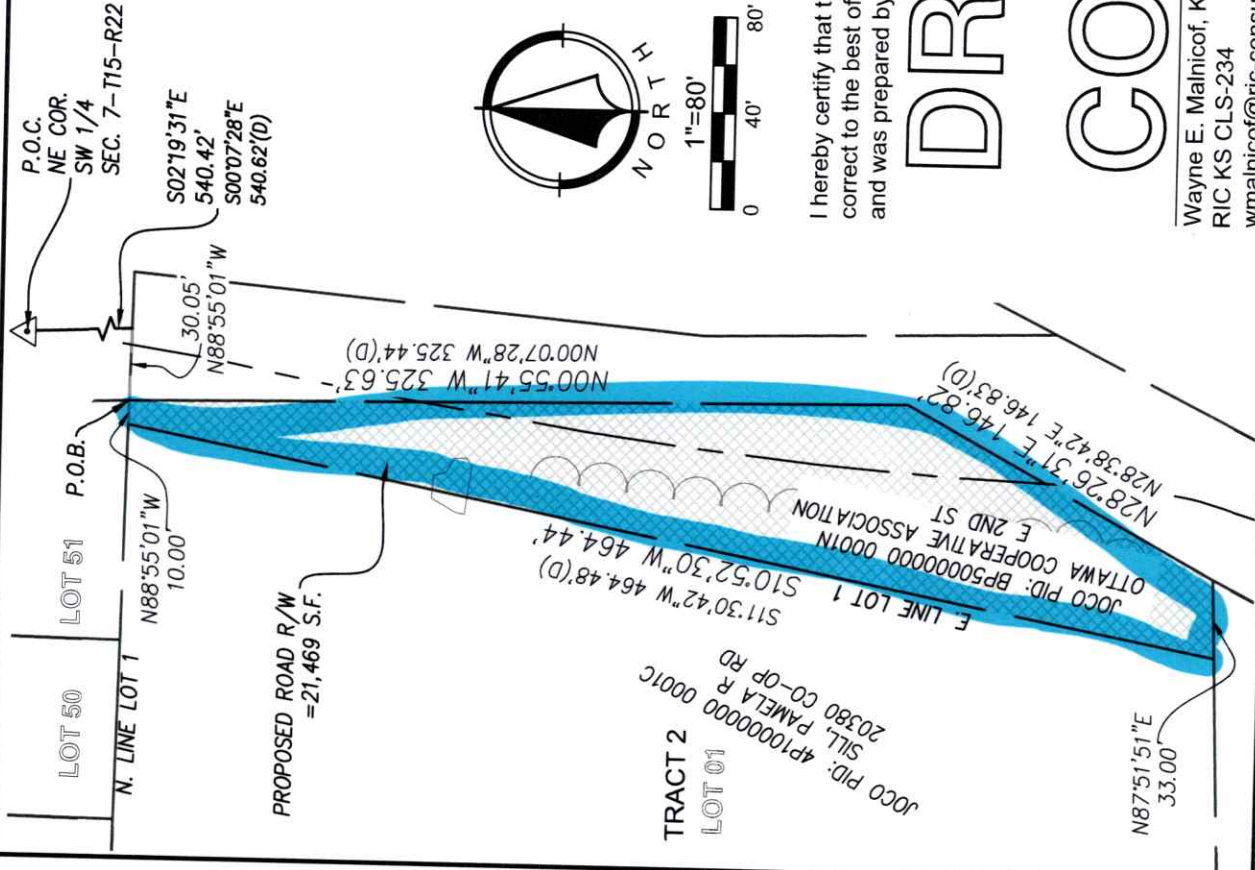 P.O.C.
NE COR.
SW 1/4
SEC. 7-T15-R22
S02°19'31"E
540.42'
S00°07'28"E
540.62'(D)
P.O.B.
30.05'
N88°55'01"W
LOT 50
LOT 51
N. LINE LOT 1
N88°55'01"W
10.00'
PROPOSED ROAD R/W
=21,469 S.F.
N00°55'41"W 325.63'
N00°07'28"W 325.44'(D)
S11°30'42"W 464.48'(D)
S10°52'30"W 464.44'
E. LINE LOT 1
JOCO PID: BP50000000 0001N
OTTAWA COOPERATIVE ASSOCIATION
E 2ND ST
N28°26'31"E 146.82'
N28°38'42"E 146.83'(D)
TRACT 2
LOT 01
JOCO PID: 4P10000000 0001C
SILL, PAMELA R
20380 CO-OP RD
N87°51'51"E
33.00'
NORTH
1"=80'
0 40' 80'
I hereby certify that t
correct to the best of
and was prepared by
DR
CO
Wayne E. Malnicof, K
RIC KS CLS-234